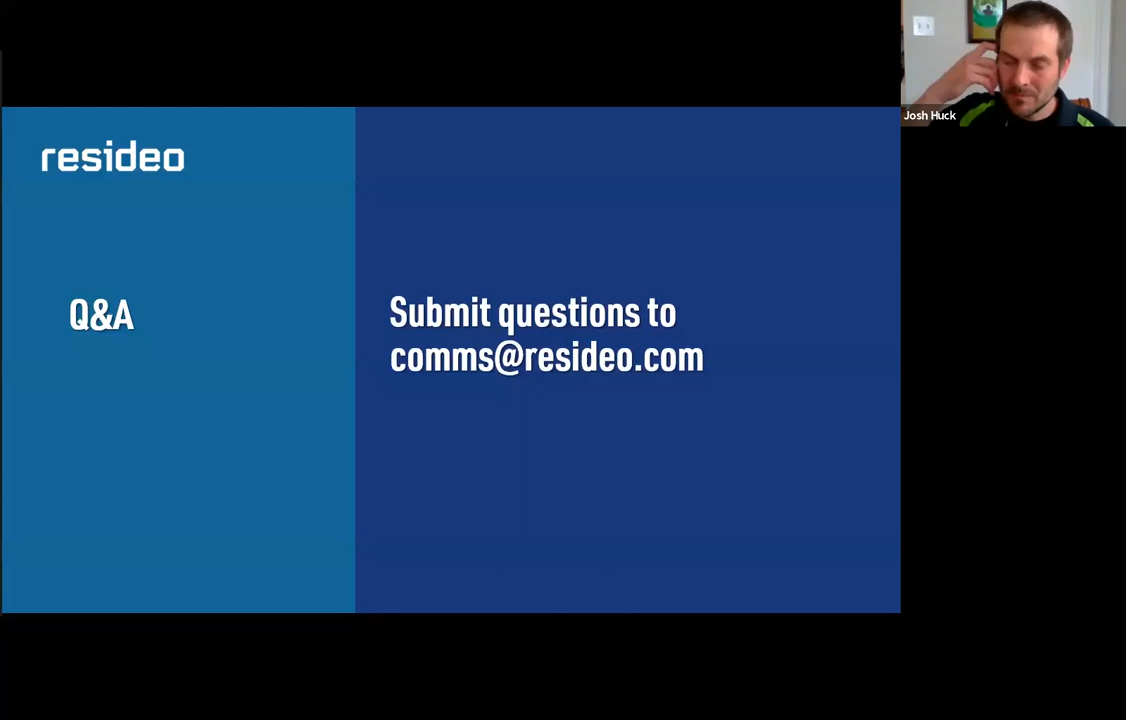 resideo
Q&A
Submit questions to
comms@resideo.com
Josh Huck